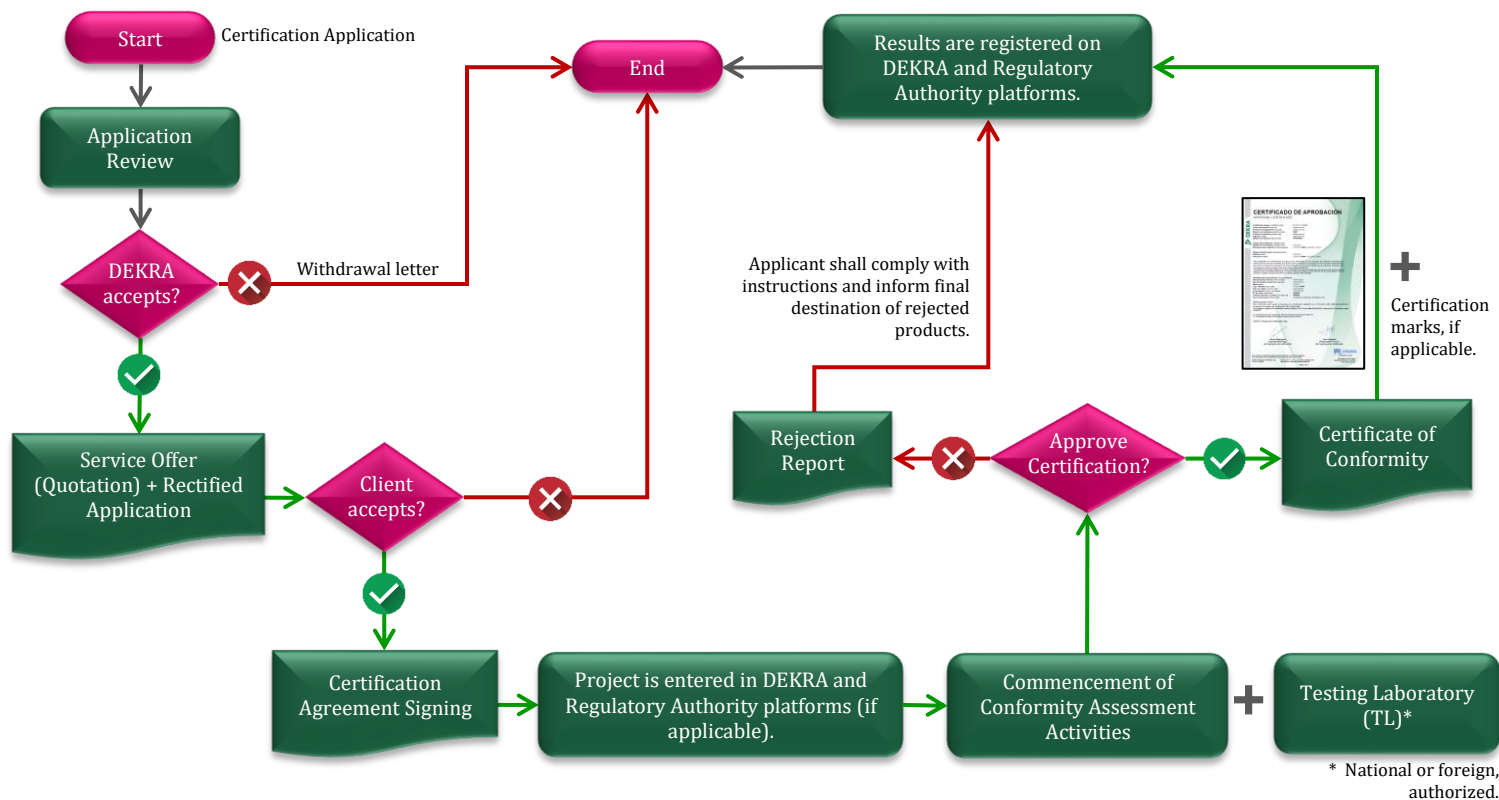 Start
Certification Application
End
Results are registered on
DEKRA and Regulatory
Authority platforms.
Application
Review
DEKRA
accepts?
Withdrawal letter
Applicant shall comply with
instructions and inform final
destination of rejected
products.
CERTIFICADO DE APROBACIÓN
DEKRA
+
Certification
marks, if
applicable.
Service Offer
(Quotation) + Rectified
Application
Client
accepts?
Rejection
Report
Approve
Certification?
Certificate of
Conformity
Certification
Agreement Signing
Project is entered in DEKRA and
Regulatory Authority platforms (if
applicable).
Commencement of
Conformity Assessment
Activities
+
Testing Laboratory
(TL)*
* National or foreign,
authorized.